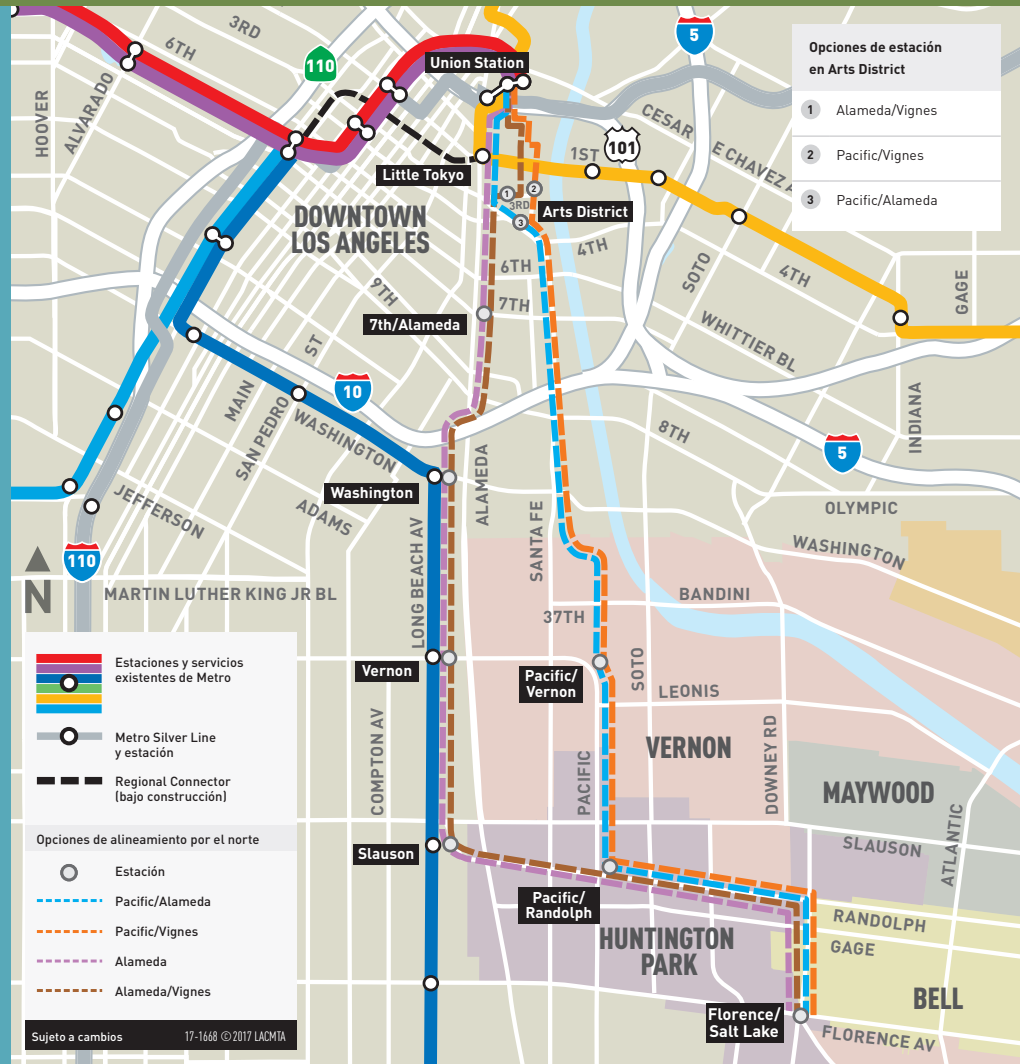 3RD
6TH
110
5
Union Station
HOOVER
ALVARADO
CESAR
E CHAVEZ A
101
1ST
Little Tokyo
1
2
3RD
3
Arts District
DOWNTOWN
LOS ANGELES
4TH
6TH
7TH
9TH
7th/Alameda
SOTO
4TH
GAGE
WHITTIER BL
ST
MAIN
SAN PEDRO
10
WASHINGTON
8TH
INDIANA
5
Washington
ALAMEDA
JEFFERSON
ADAMS
OLYMPIC
WASHINGTON
SANTA FE
LONG BEACH AV
110
N
MARTIN LUTHER KING JR BL
BANDINI
37TH
SOTO
Vernon
Pacific/
Vernon
LEONIS
VERNON
DOWNEY RD
COMPTON AV
PACIFIC
MAYWOOD
ATLANTIC
SLAUSON
Slauson
Pacific/
Randolph
RANDOLPH
GAGE
HUNTINGTON
PARK
BELL
Florence/
Salt Lake
FLORENCE AV
Opciones de estación
en Arts District
1 Alameda/Vignes
2 Pacific/Vignes
3 Pacific/Alameda
Estaciones y servicios
existentes de Metro
Metro Silver Line
y estación
Regional Connector
(bajo construcción)
Opciones de alineamiento por el norte
Estación
Pacific/Alameda
Pacific/Vignes
Alameda
Alameda/Vignes
Sujeto a cambios 17-1668 ©2017 LACMTA